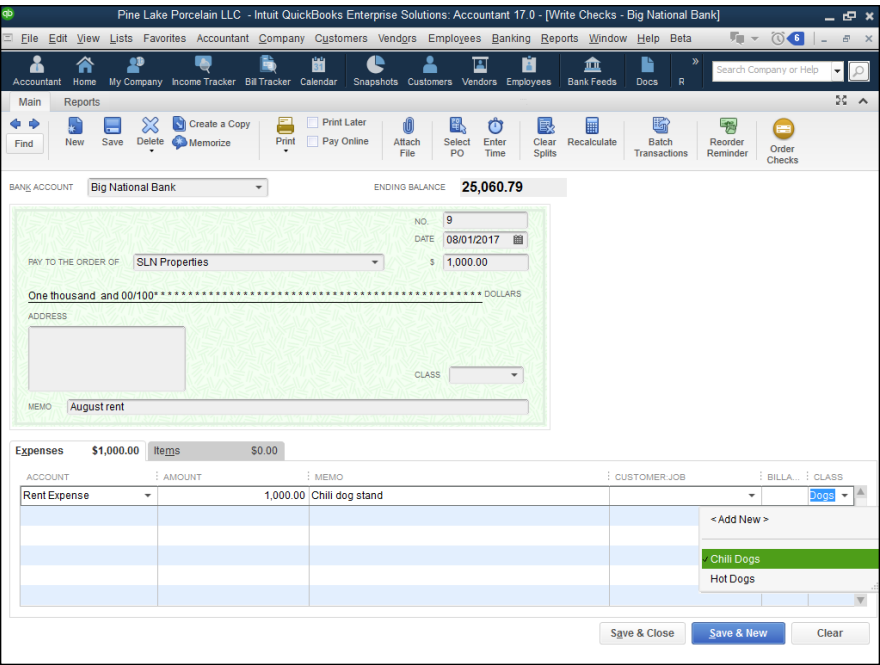 Pine Lake Porcelain LLC - Intuit QuickBooks Enterprise Solutions: Accountant 17.0 - [Write Checks - Big National Bank]
File Edit View Lists Favorites Accountant Company Customers Vendors Employees Banking Reports Window Help Beta 6
Accountant Home My Company Income Tracker Bill Tracker Calendar Snapshots Customers Vendors Employees Bank Feeds Docs R » Search Company or Help
Main Reports
Find New Save Delete Create a Copy Memorize Print Print Later Pay Online Attach File Select PO Enter Time Clear Splits Recalculate Batch Transactions Reorder Reminder Order Checks
BANK ACCOUNT Big National Bank ENDING BALANCE 25,060.79
NO. 9
DATE 08/01/2017
PAY TO THE ORDER OF SLN Properties $ 1,000.00
One thousand and 00/100* * * * * * * * * * * * * * * * * * * * * * * * * * * * * * * * * * * * * * * * * * * * * * * * * * DOLLARS
ADDRESS
CLASS
MEMO August rent
Expenses $1,000.00 Items $0.00
ACCOUNT AMOUNT MEMO CUSTOMER:JOB BILLA... CLASS
Rent Expense 1,000.00 Chili dog stand Dogs
< Add New >
✓ Chili Dogs
Hot Dogs
Save & Close Save & New Clear